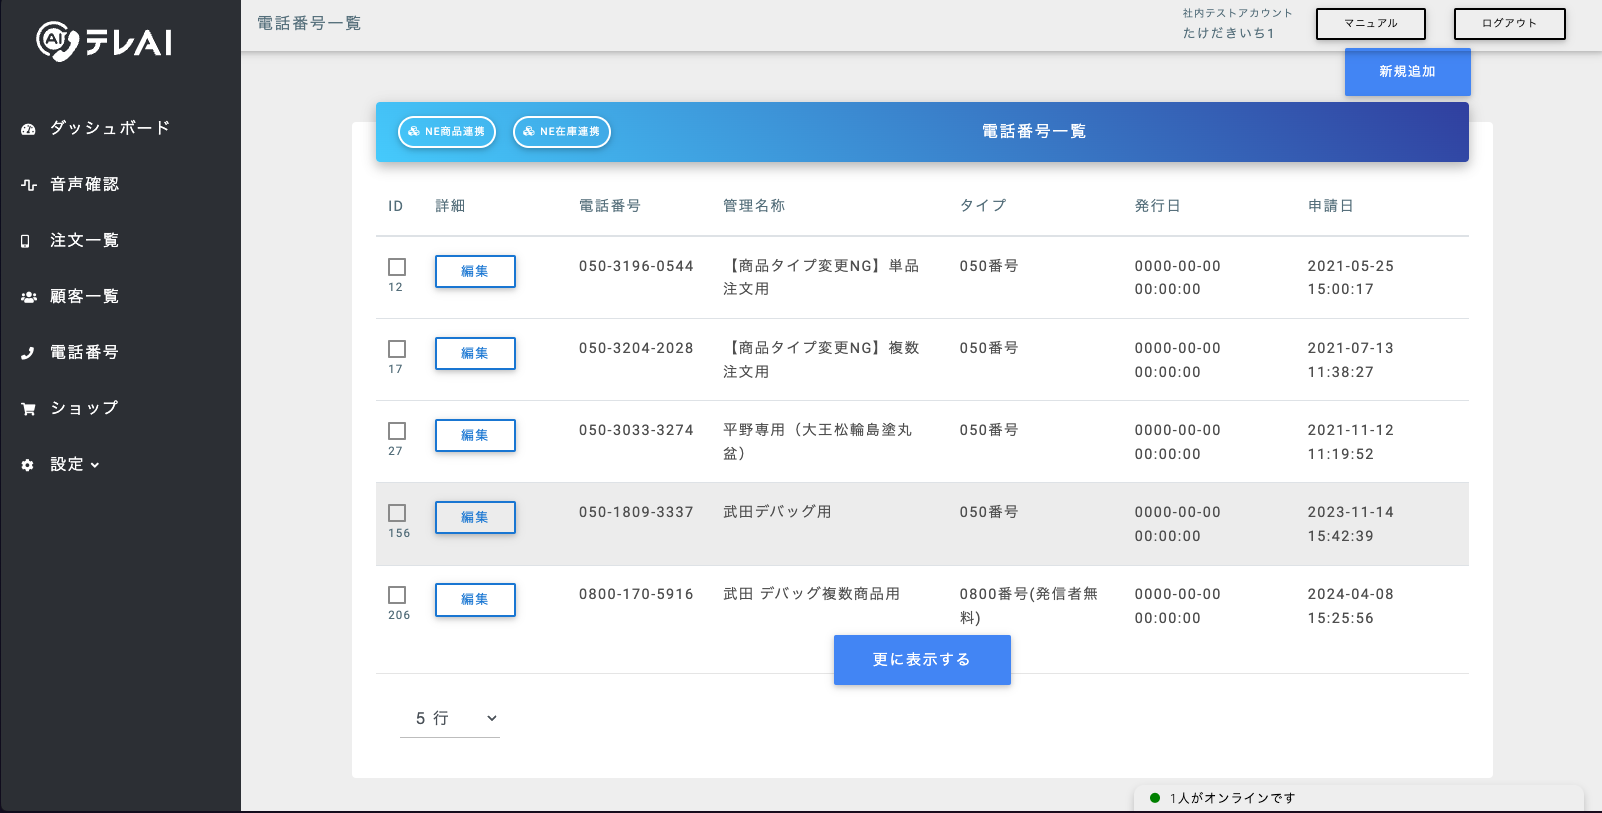 AI テレAI
ダッシュボード
音声確認
注文一覧
顧客一覧
電話番号
ショップ
設定
電話番号一覧
社内テストアカウント
たけだきいち1
マニュアル
ログアウト
新規追加
NE商品連携
NE在庫連携
電話番号一覧
ID 詳細 電話番号 管理名称 タイプ 発行日 申請日
12 編集 050-3196-0544 【商品タイプ変更NG】単品 050番号 0000-00-00 2021-05-25
注文用 00:00:00 15:00:17
17 編集 050-3204-2028 【商品タイプ変更NG】複数 050番号 0000-00-00 2021-07-13
注文用 00:00:00 11:38:27
27 編集 050-3033-3274 平野専用（大王松輪島塗丸 050番号 0000-00-00 2021-11-12
盆） 00:00:00 11:19:52
156 編集 050-1809-3337 武田デバッグ用 050番号 0000-00-00 2023-11-14
00:00:00 15:42:39
206 編集 0800-170-5916 武田 デバッグ複数商品用 0800番号(発信者無 0000-00-00 2024-04-08
料) 00:00:00 15:25:56
更に表示する
5 行
1人がオンラインです